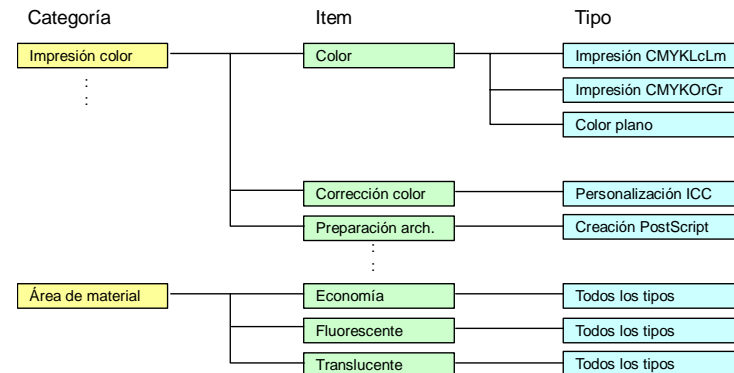 Categoría Item Tipo
Impresión color Color Impresión CMYKLcLm
: Impresión CMYKOrGr
: Color plano
Corrección color Personalización ICC
Preparación arch. Creación PostScript
:
:
Área de material Economía Todos los tipos
Fluorescente Todos los tipos
Translucente Todos los tipos